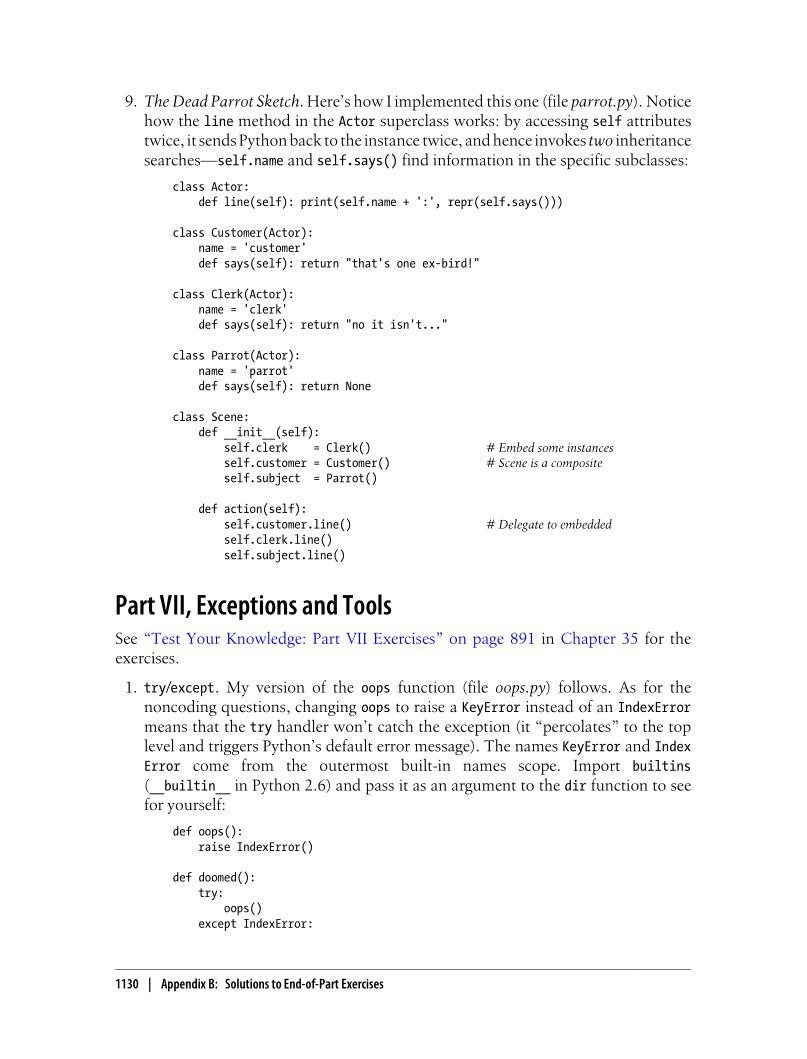 9. The Dead Parrot Sketch. Here’s how I implemented this one (file parrot.py). Notice
how the line method in the Actor superclass works: by accessing self attributes
twice, it sends Python back to the instance twice, and hence invokes two inheritance
searches—self.name and self.says() find information in the specific subclasses:
class Actor:
    def line(self): print(self.name + ':', repr(self.says()))
class Customer(Actor):
    name = 'customer'
    def says(self): return "that's one ex-bird!"
class Clerk(Actor):
    name = 'clerk'
    def says(self): return "no it isn't..."
class Parrot(Actor):
    name = 'parrot'
    def says(self): return None
class Scene:
    def __init__(self):
        self.clerk    = Clerk()    # Embed some instances
        self.customer = Customer()    # Scene is a composite
        self.subject  = Parrot()
    def action(self):
        self.customer.line()    # Delegate to embedded
        self.clerk.line()
        self.subject.line()
Part VII, Exceptions and Tools
See “Test Your Knowledge: Part VII Exercises” on page 891 in Chapter 35 for the
exercises.
1. try/except. My version of the oops function (file oops.py) follows. As for the
noncoding questions, changing oops to raise a KeyError instead of an IndexError
means that the try handler won’t catch the exception (it “percolates” to the top
level and triggers Python’s default error message). The names KeyError and Index
Error come from the outermost built-in names scope. Import builtins
(__builtin__ in Python 2.6) and pass it as an argument to the dir function to see
for yourself:
def oops():
    raise IndexError()
def doomed():
    try:
        oops()
    except IndexError:
1130 | Appendix B: Solutions to End-of-Part Exercises